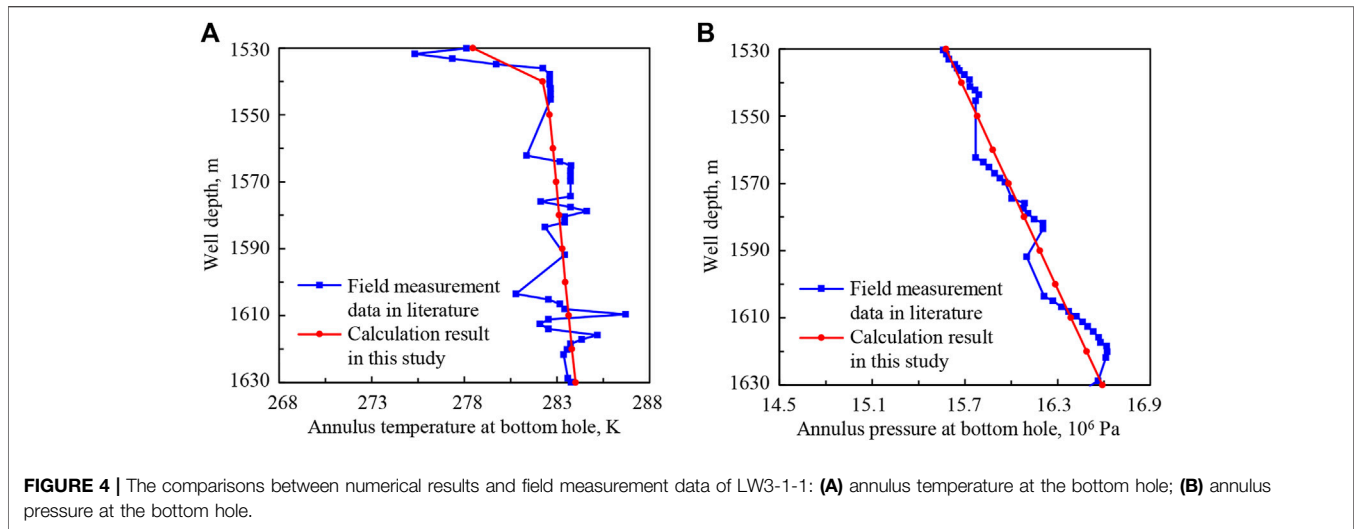 A
1530
1550
1570
1590
1610
1630
Well depth, m
Field measurement
data in literature
Calculation result
in this study
268
273
278
283
288
Annulus temperature at bottom hole, K
B
1530
1550
1570
1590
1610
1630
Well depth, m
Field measurement
data in literature
Calculation result
in this study
14.5
15.1
15.7
16.3
16.9
Annulus pressure at bottom hole, 10⁶ Pa
FIGURE 4 | The comparisons between numerical results and field measurement data of LW3-1-1: (A) annulus temperature at the bottom hole; (B) annulus
pressure at the bottom hole.